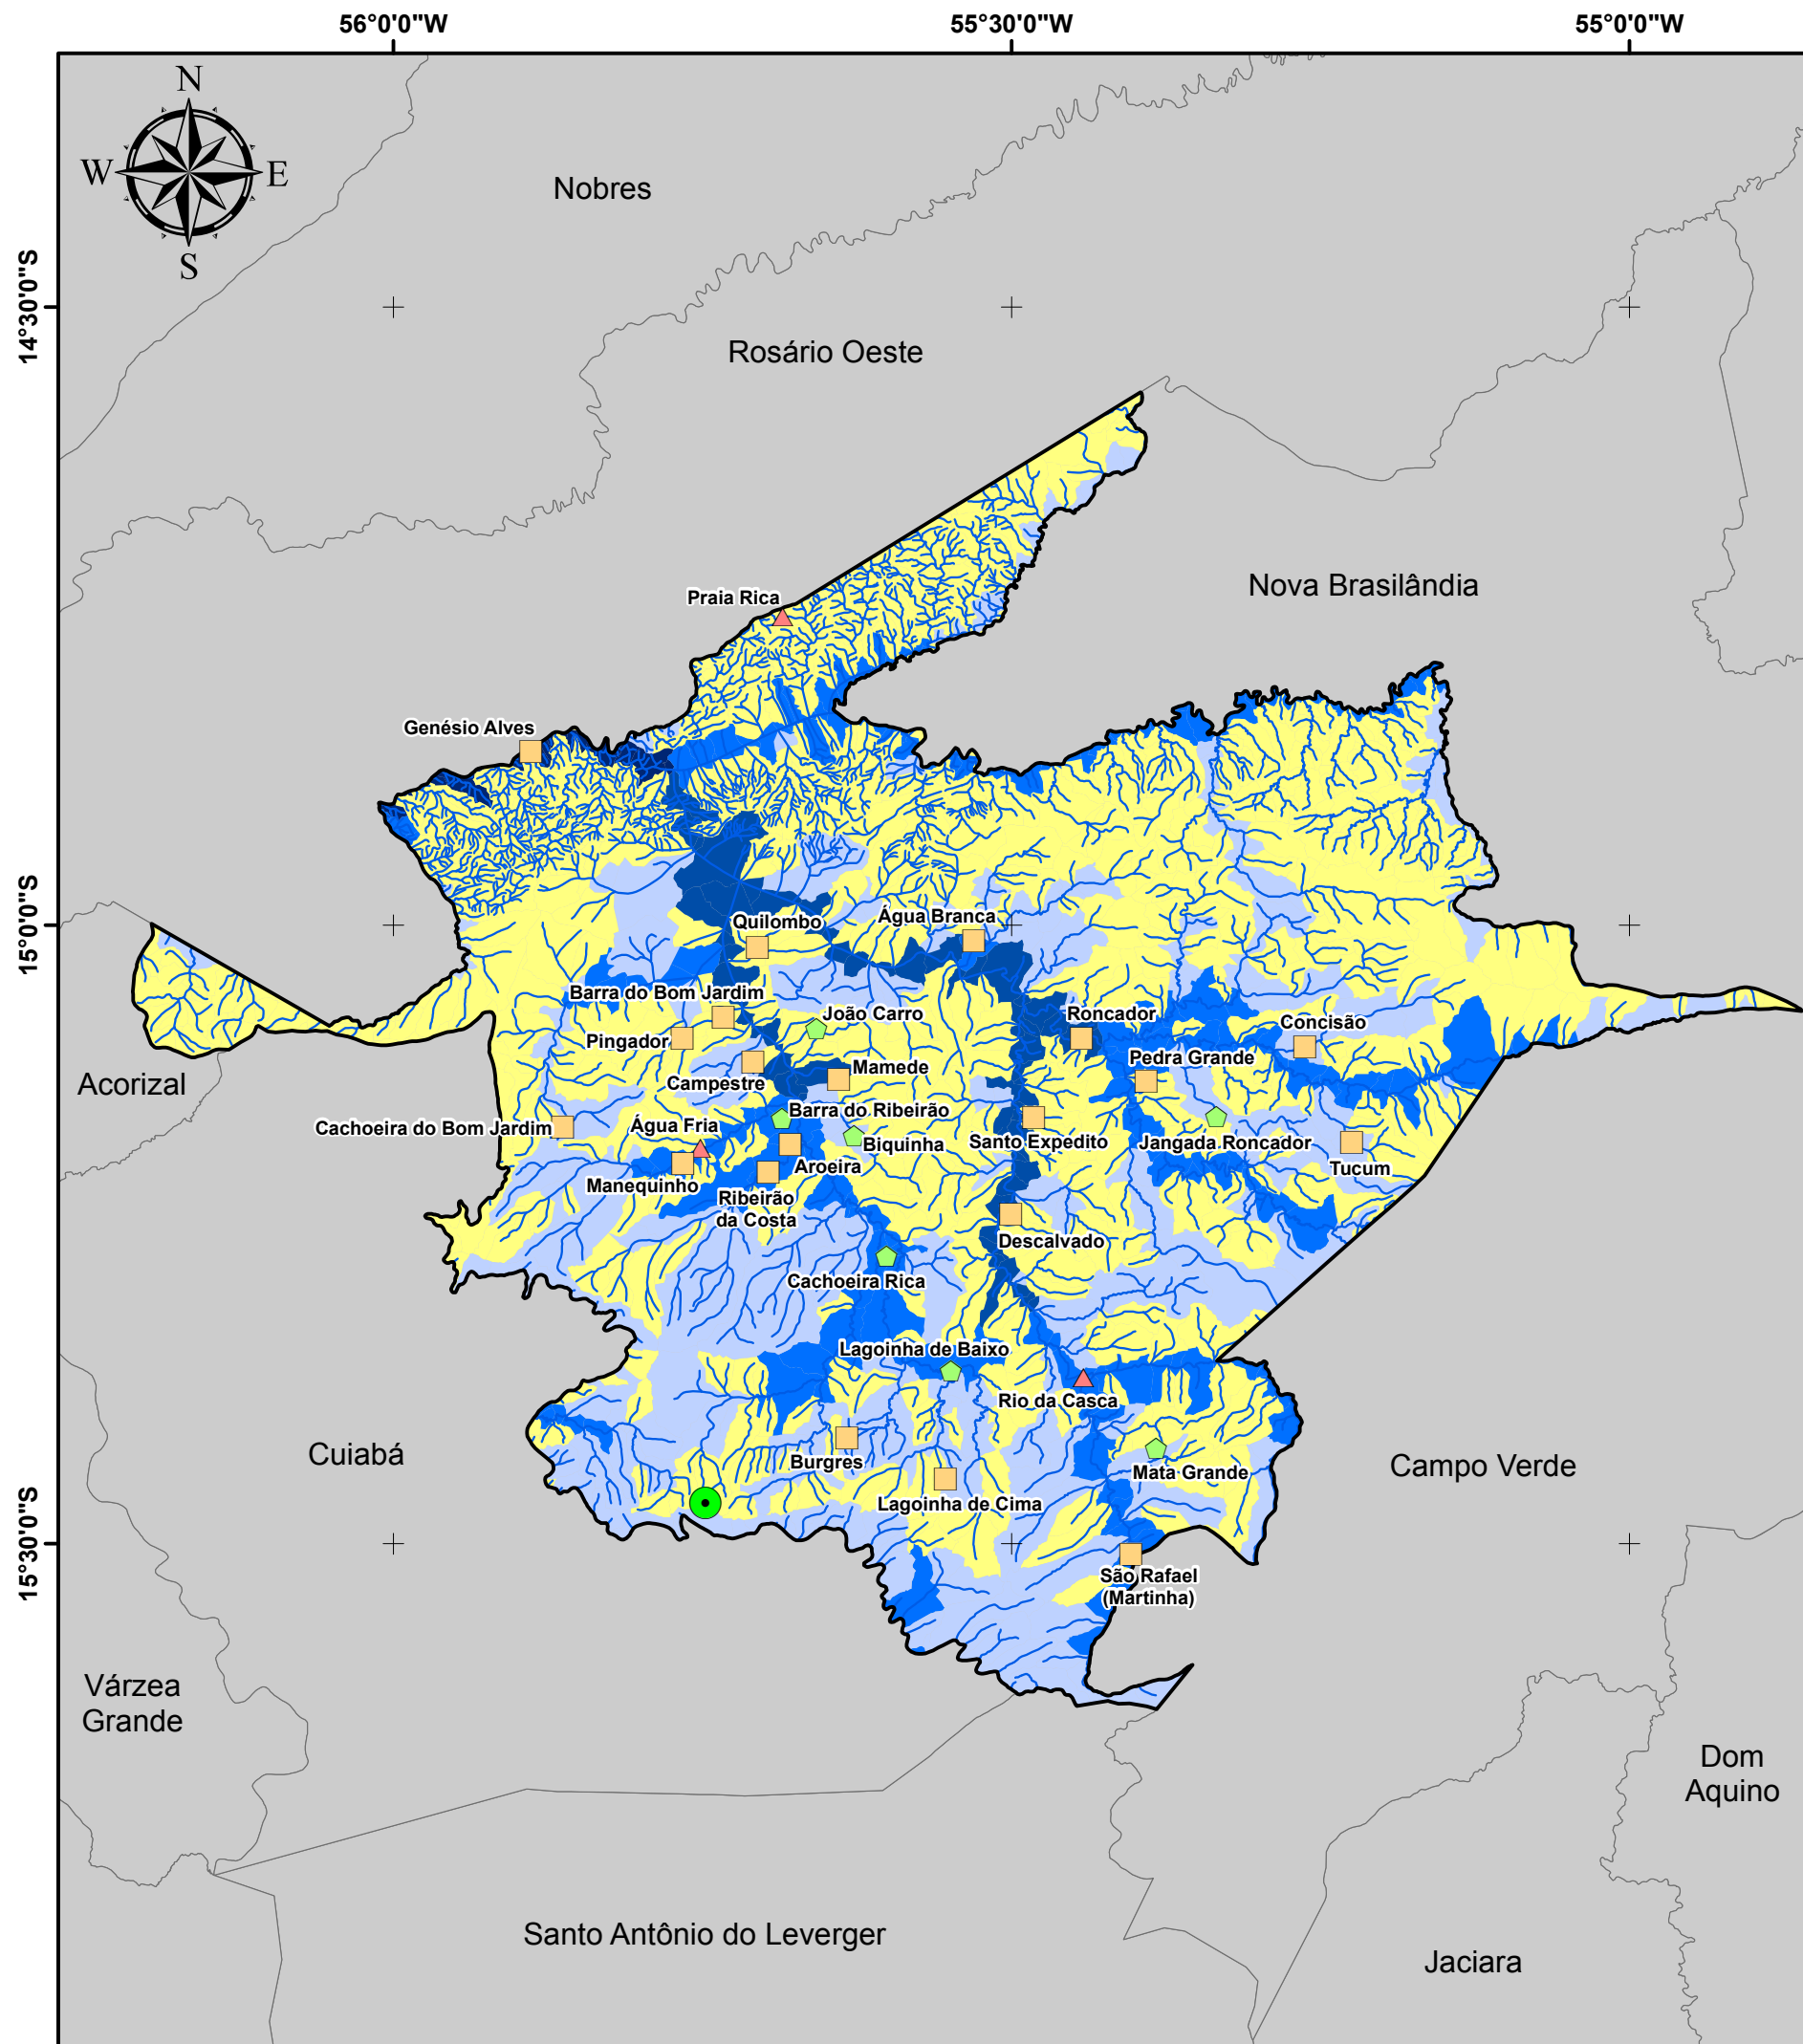 56°0'0"W
55°30'0"W
55°0'0"W
N
W
E
S
Nobres
14°30'0"S
Rosário Oeste
Nova Brasilândia
Praia Rica
Genésio Alves
15°0'0"S
Quilombo
Água Branca
Barra do Bom Jardim
João Carro
Roncador
Concisão
Pingador
Pedra Grande
Mamede
Campestre
Acorizal
Barra do Ribeirão
Cachoeira do Bom Jardim
Água Fria
Biquinha
Santo Expedito
Jangada Roncador
Aroeira
Tucum
Manequinho
Ribeirão
da Costa
Descalvado
Cachoeira Rica
Lagoinha de Baixo
Rio da Casca
Cuiabá
Burgres
Campo Verde
Mata Grande
Lagoinha de Cima
15°30'0"S
São Rafael
(Martinha)
Várzea
Grande
Dom
Aquino
Santo Antônio do Leverger
Jaciara